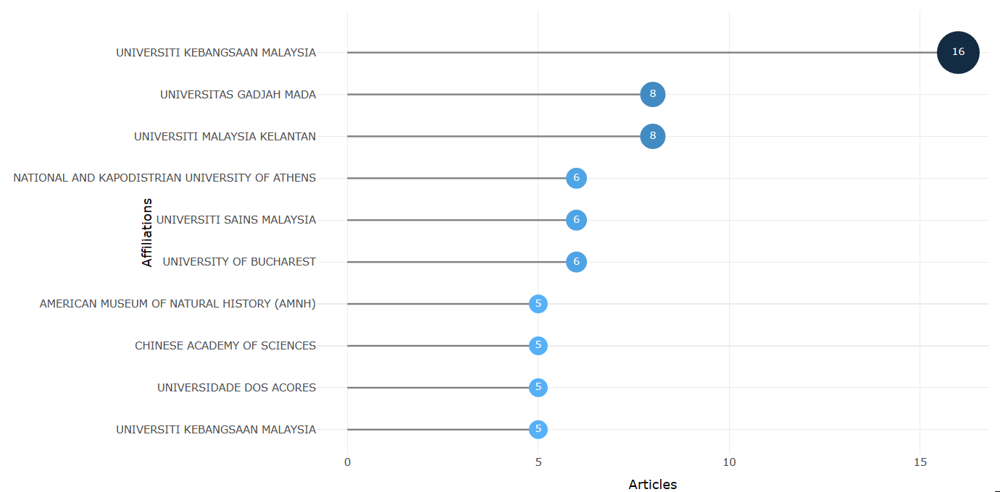 UNIVERSITI KEBANGSAAN MALAYSIA 16
UNIVERSITAS GADJAH MADA 8
UNIVERSITI MALAYSIA KELANTAN 8
NATIONAL AND KAPODISTRIAN UNIVERSITY OF ATHENS 6
UNIVERSITI SAINS MALAYSIA 6
UNIVERSITY OF BUCHAREST 6
AMERICAN MUSEUM OF NATURAL HISTORY (AMNH) 5
CHINESE ACADEMY OF SCIENCES 5
UNIVERSIDADE DOS ACORES 5
UNIVERSITI KEBANGSAAN MALAYSIA 5
Affiliations
0 5 10 15
Articles